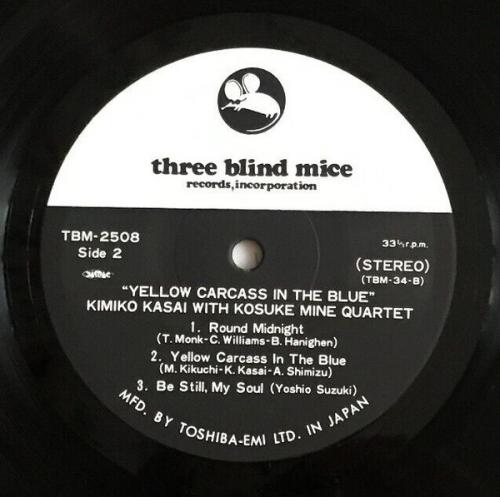 three blind mice
records, incorporation
TBM-2508
Side 2
33⅓ r.p.m.
(STEREO)
(TBM-34-B)
"YELLOW CARCASS IN THE BLUE"
KIMIKO KASAI WITH KOSUKE MINE QUARTET
1. Round Midnight
(T. Monk-C. Williams-B. Hanighen)
2. Yellow Carcass In The Blue
(M. Kikuchi-K. Kasai-A. Shimizu)
3. Be Still, My Soul (Yoshio Suzuki)
MFD. BY TOSHIBA-EMI LTD. IN JAPAN